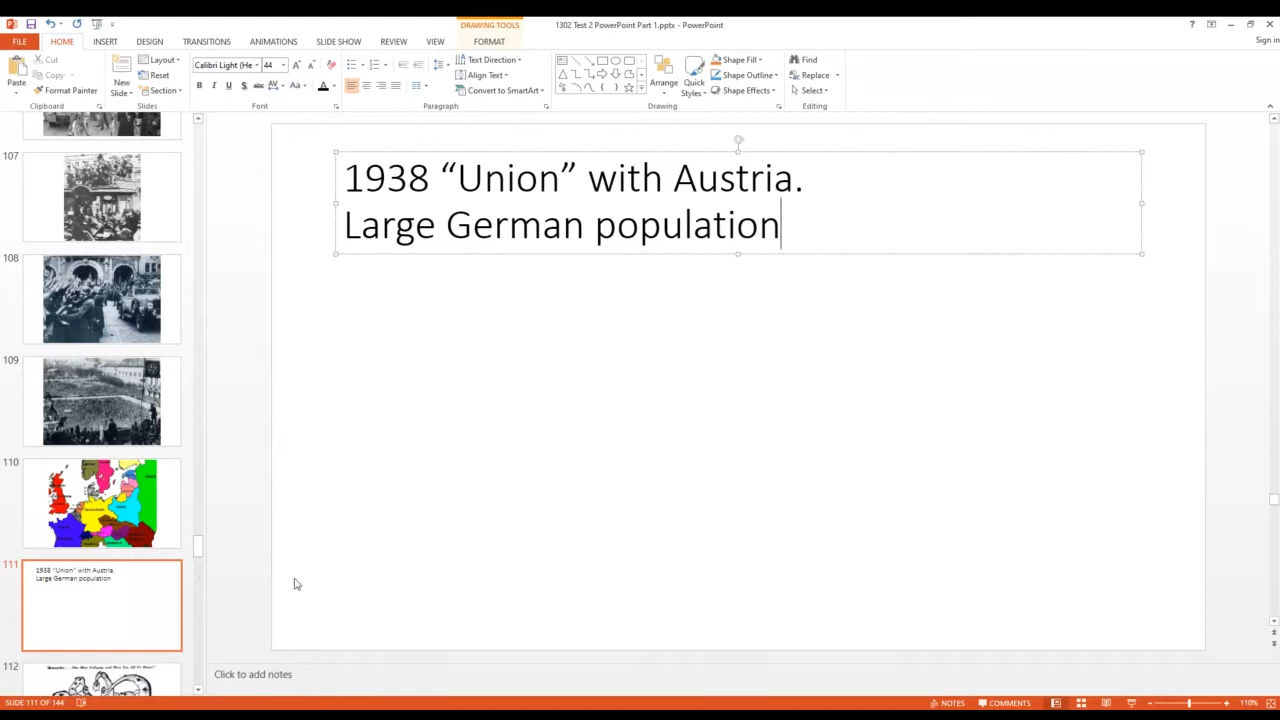 DRAWING TOOLS
1302 Test 2 PowerPoint Part 1.pptx - PowerPoint
FILE HOME INSERT DESIGN TRANSITIONS ANIMATIONS SLIDE SHOW REVIEW VIEW FORMAT
Sign in
Paste
Cut
Copy
Format Painter
Clipboard
New Slide
Layout
Reset
Section
Slides
Calibri Light (He 44
Font
Text Direction
Align Text
Convert to SmartArt
Paragraph
Arrange
Quick Styles
Shape Fill
Shape Outline
Shape Effects
Drawing
Find
Replace
Select
Editing
107
108
109
110
111
1938 “Union” with Austria.
Large German population
112
1938 “Union” with Austria.
Large German population
Click to add notes
SLIDE 111 OF 144
NOTES
COMMENTS
110%